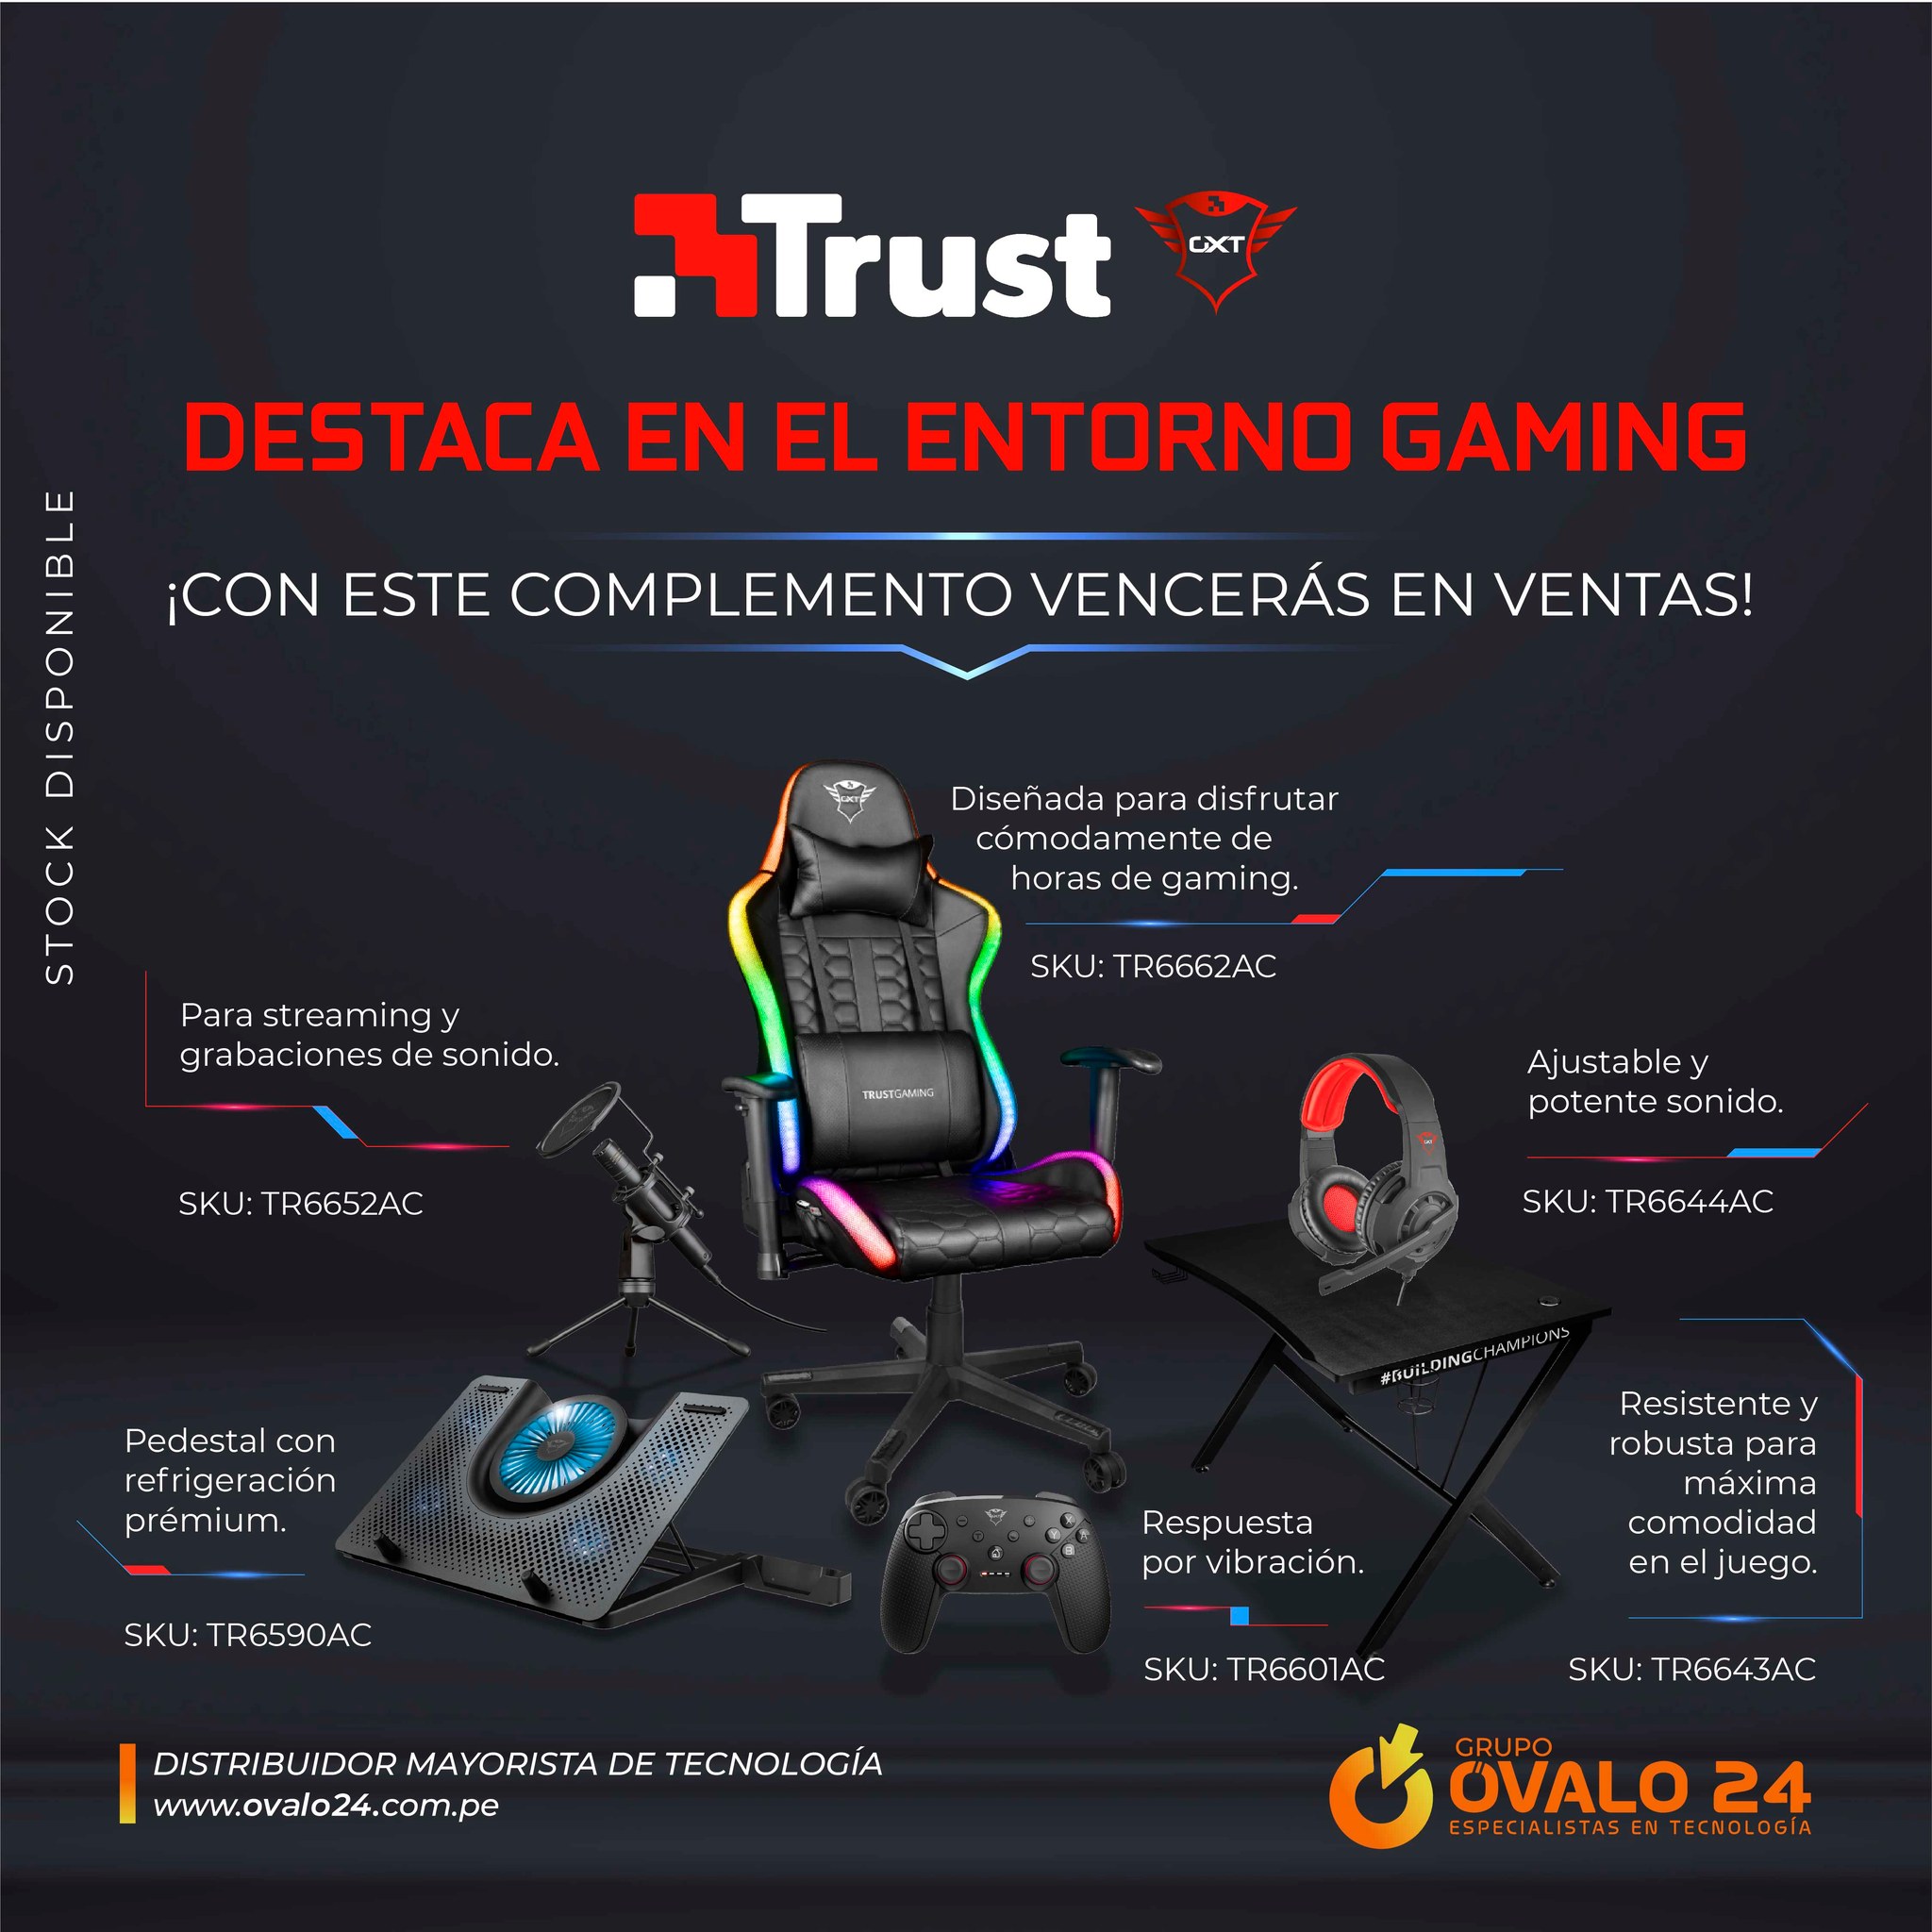 Trust
GXT
DESTACA EN EL ENTORNO GAMING
¡CON ESTE COMPLEMENTO VENCERÁS EN VENTAS!
STOCK DISPONIBLE
Diseñada para disfrutar
cómodamente de
horas de gaming.
SKU: TR6662AC
GXT
TRUSTGAMING
Para streaming y
grabaciones de sonido.
SKU: TR6652AC
Ajustable y
potente sonido.
SKU: TR6644AC
GXT
#BUILDINGCHAMPIONS
Pedestal con
refrigeración
prémium.
SKU: TR6590AC
Respuesta
por vibración.
SKU: TR6601AC
Resistente y
robusta para
máxima
comodidad
en el juego.
SKU: TR6643AC
DISTRIBUIDOR MAYORISTA DE TECNOLOGÍA
www.ovalo24.com.pe
GRUPO
ÓVALO 24
ESPECIALISTAS EN TECNOLOGÍA